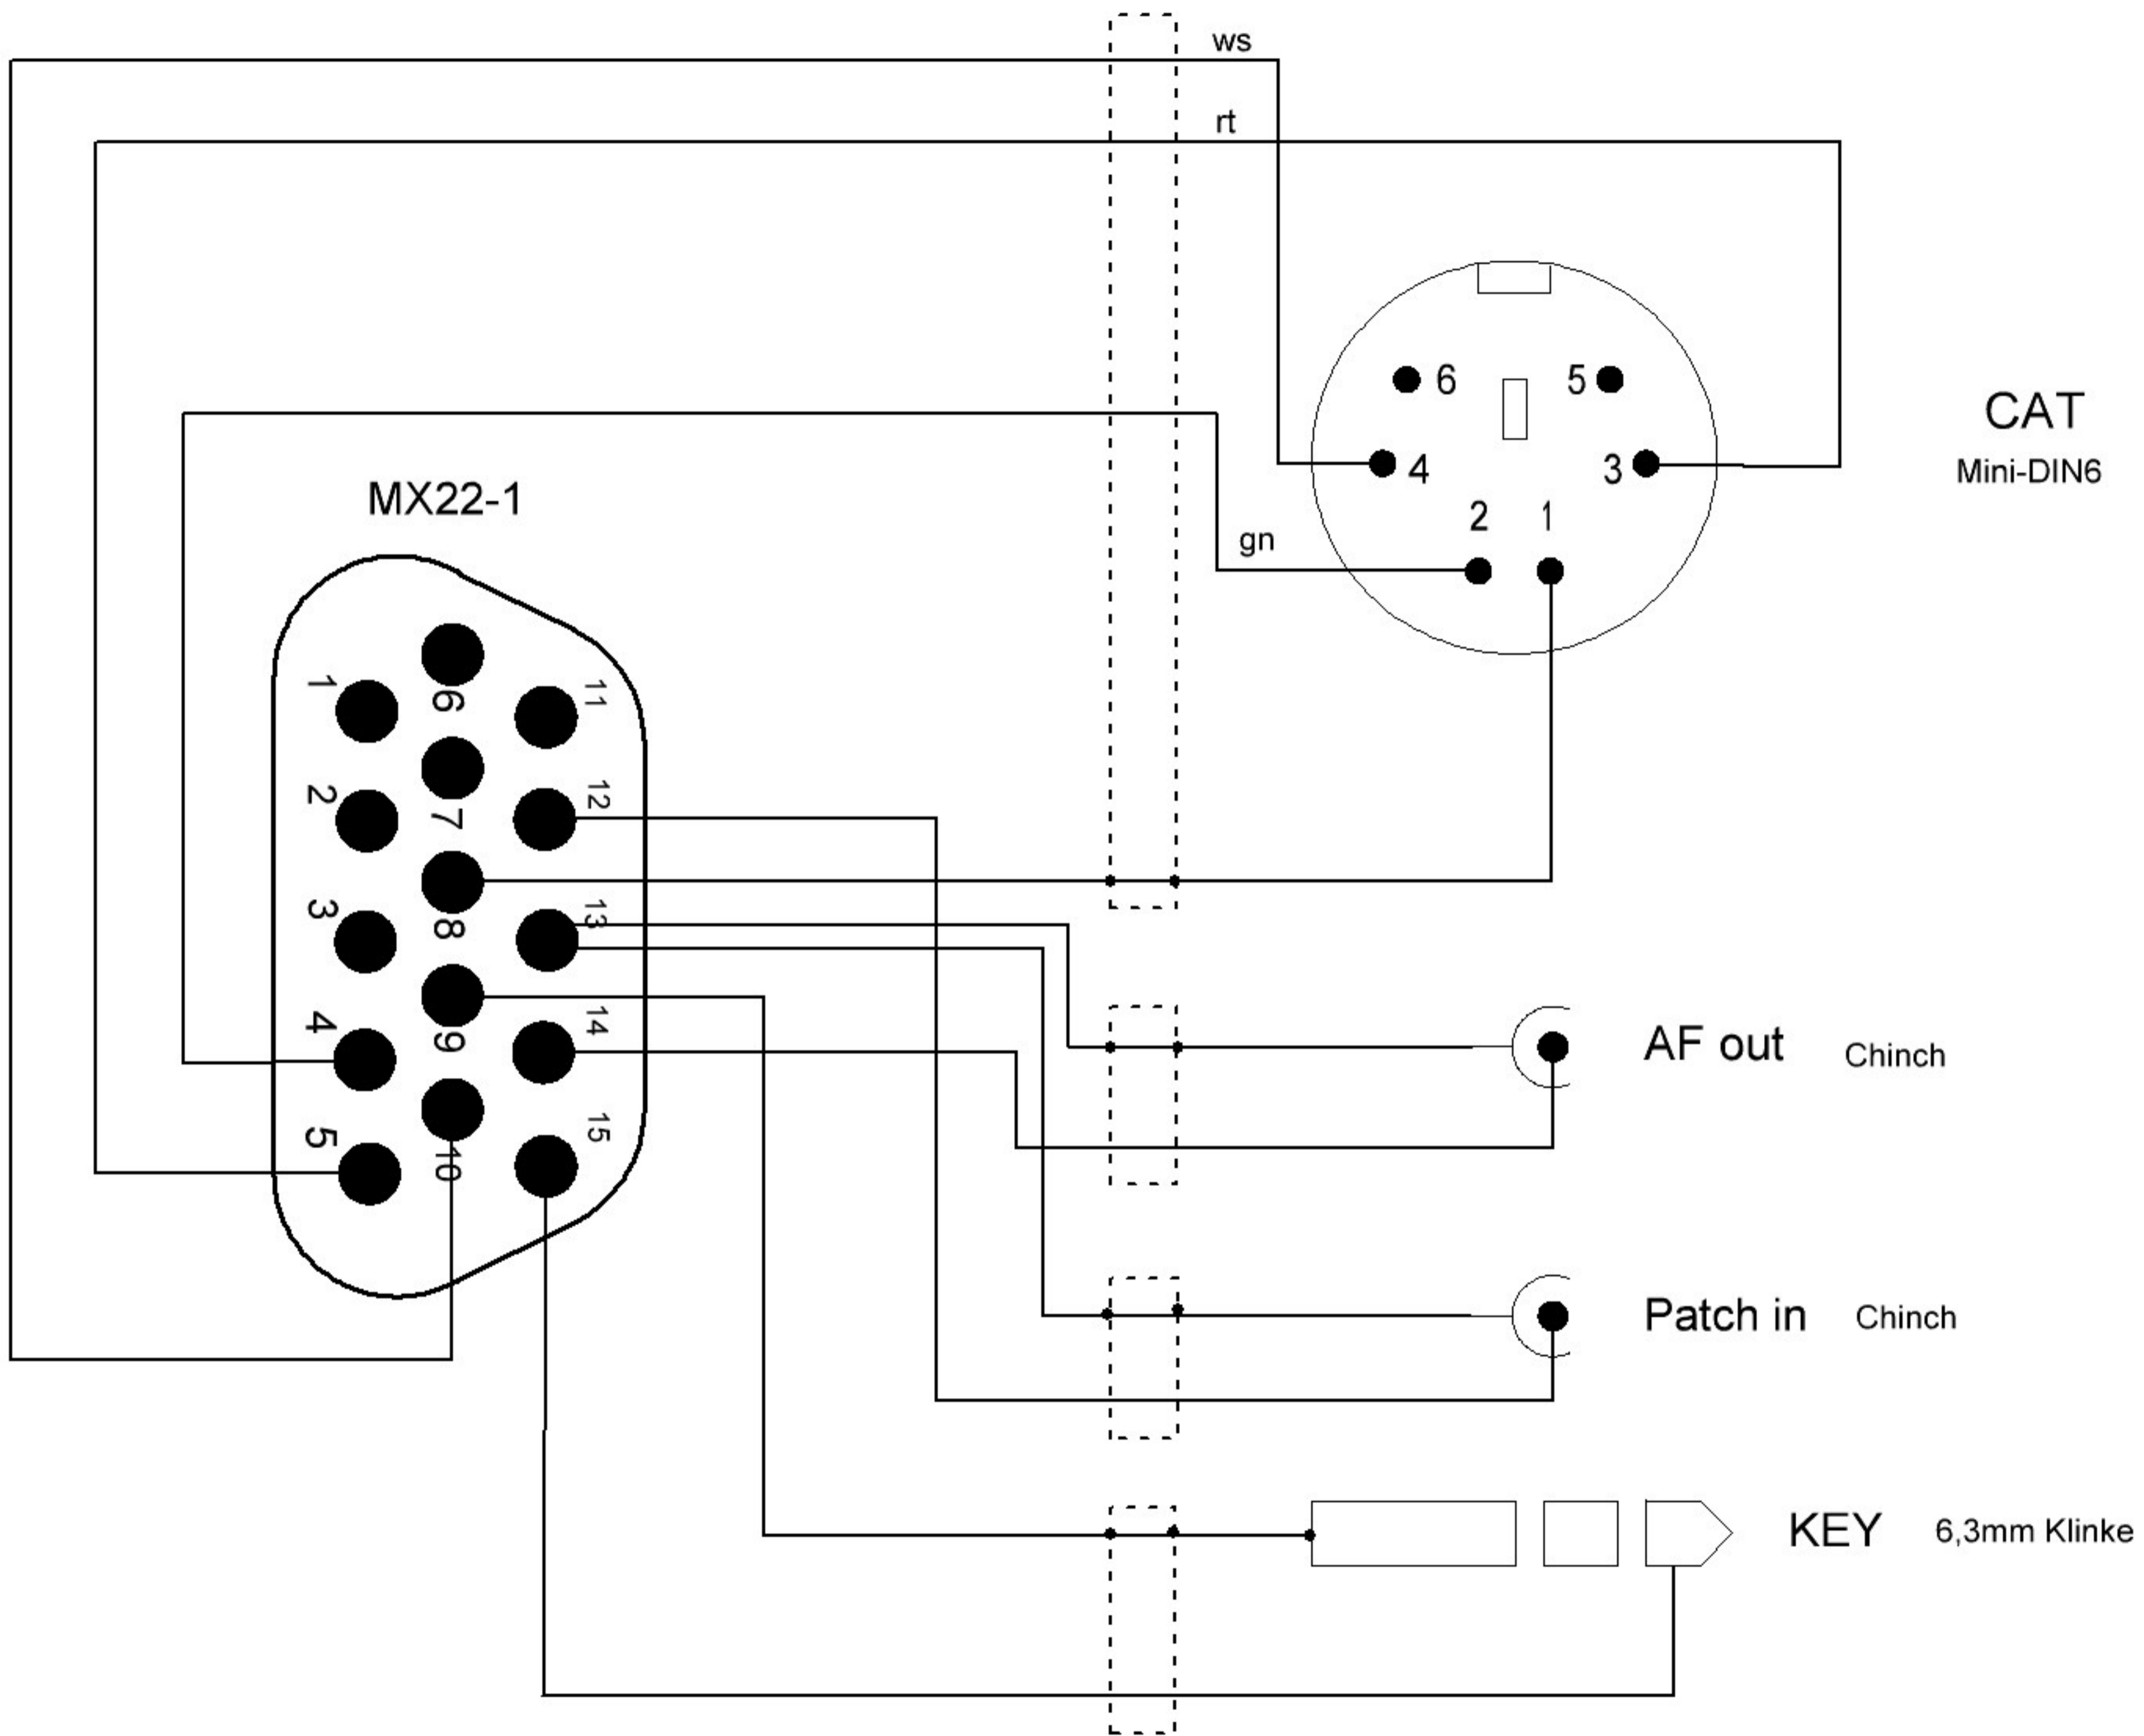 ws
rt
6
5
CAT
4
3
Mini-DIN6
MX22-1
2
1
gn
1
6
11
2
7
12
3
8
13
4
9
14
AF out
Chinch
5
10
15
Patch in
Chinch
KEY
6,3mm Klinke